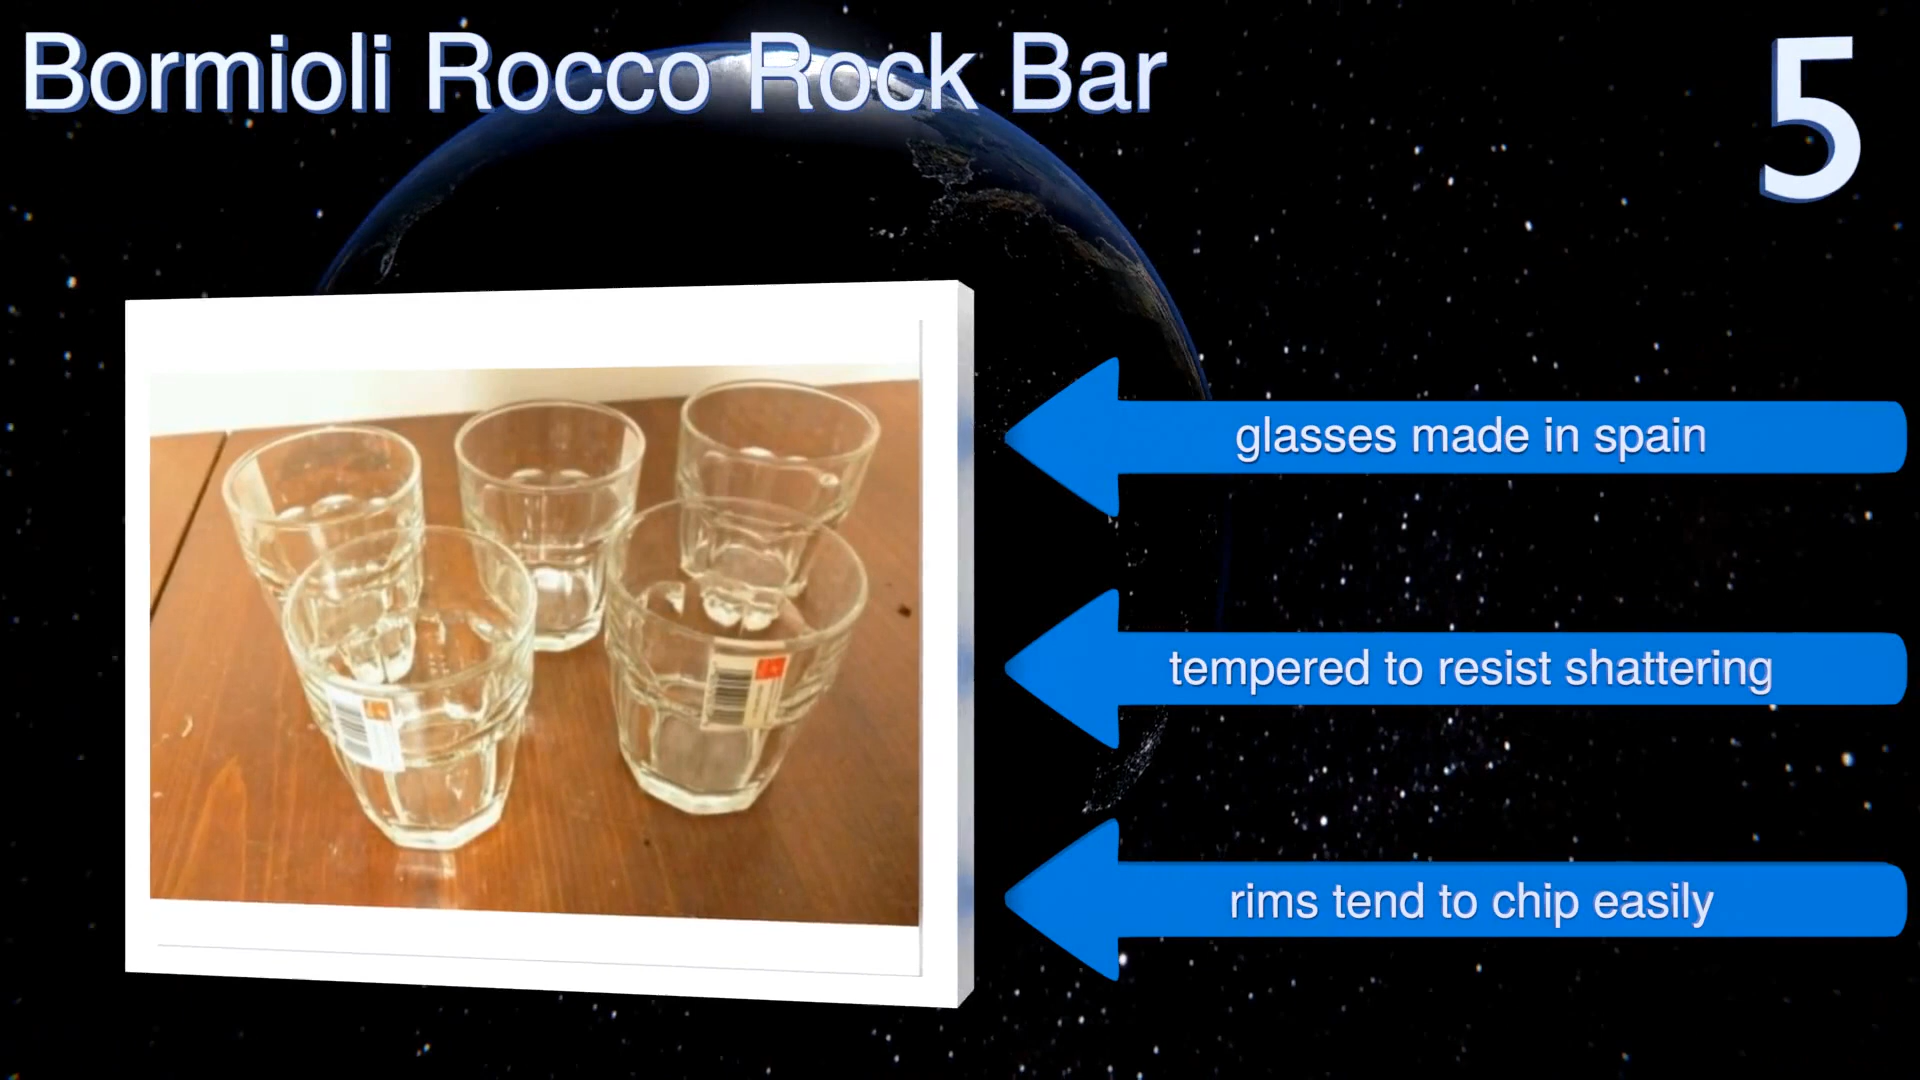 Bormioli Rocco Rock Bar
5
glasses made in spain
tempered to resist shattering
rims tend to chip easily